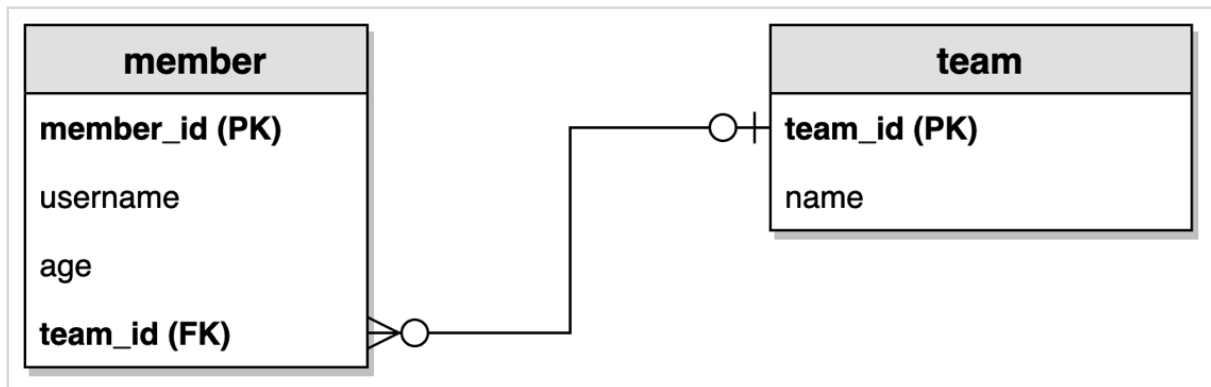 member
member_id (PK)
username
age
team_id (FK)
team
team_id (PK)
name